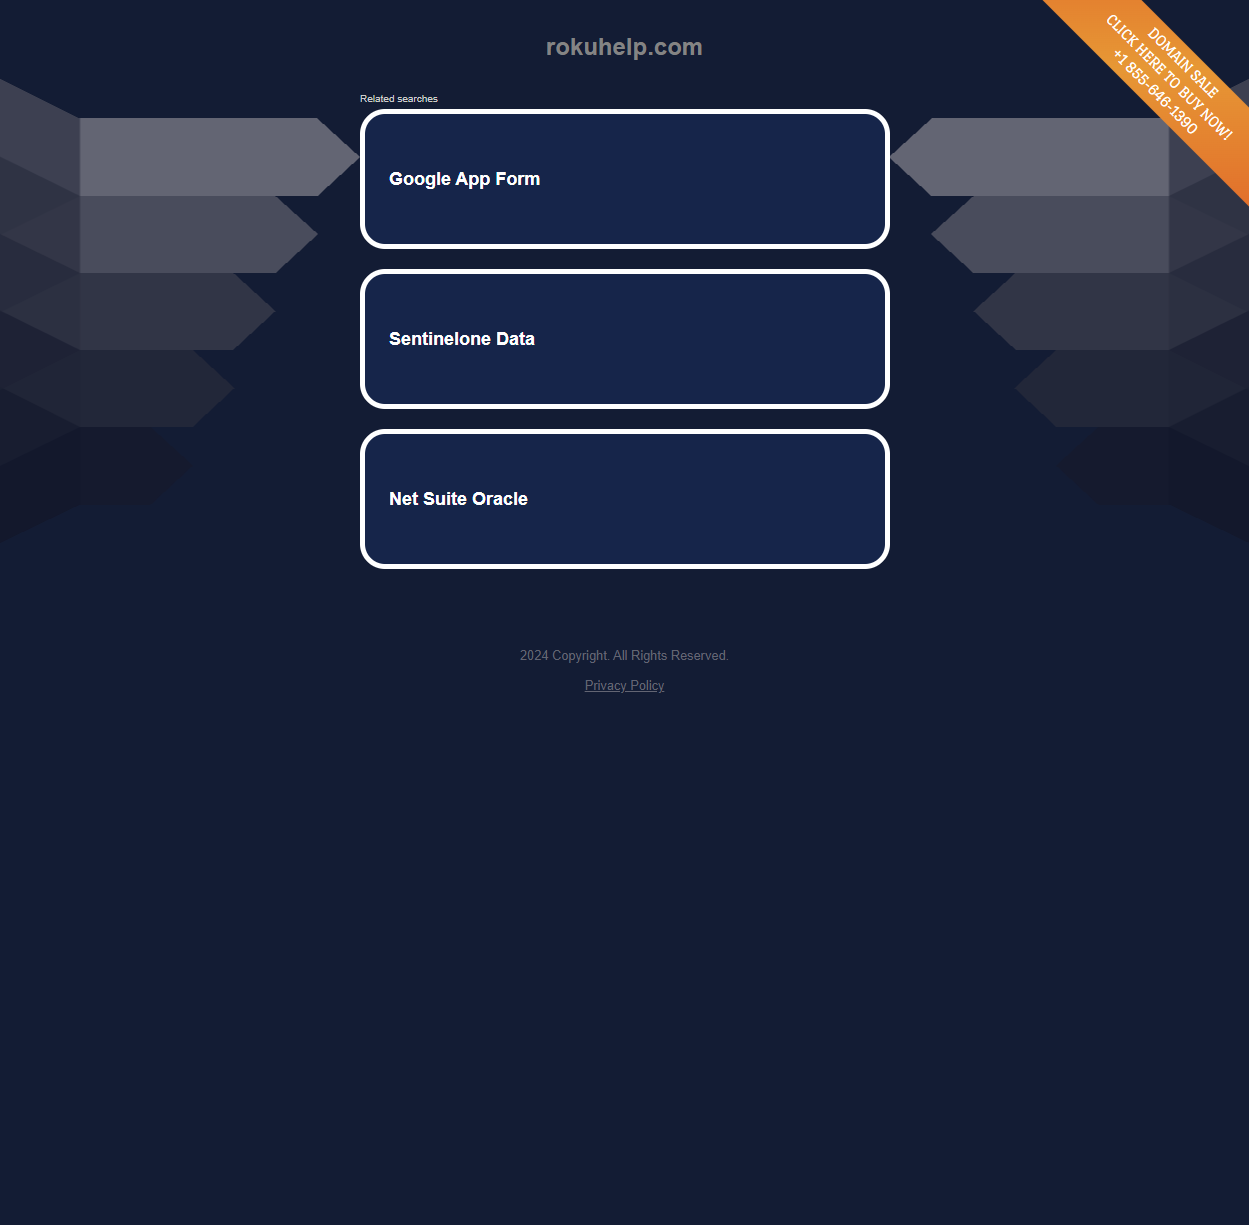 rokuhelp.com
DOMAIN SALE
CLICK HERE TO BUY NOW!
+1 855-646-1390
Related searches
Google App Form
Sentinelone Data
Net Suite Oracle
2024 Copyright. All Rights Reserved.
Privacy Policy